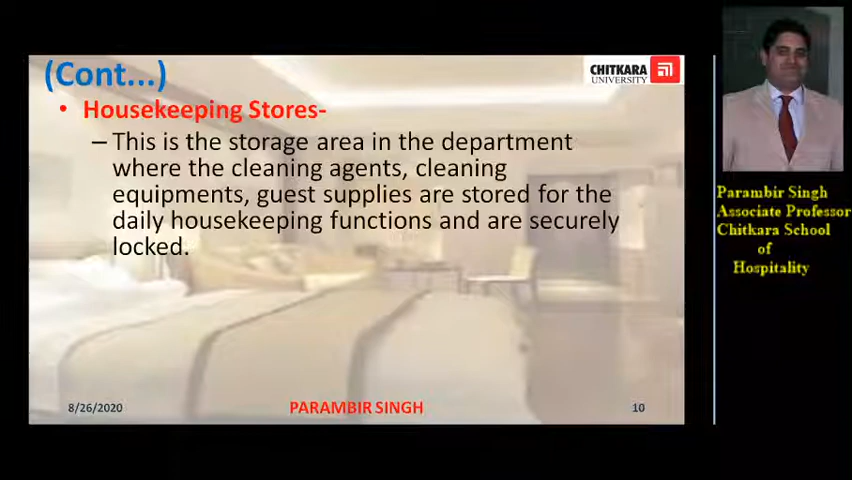 (Cont...)
CHITKARA
UNIVERSITY
• Housekeeping Stores-
– This is the storage area in the department
where the cleaning agents, cleaning
equipments, guest supplies are stored for the
daily housekeeping functions and are securely
locked.
8/26/2020
PARAMBIR SINGH
10
Parambir Singh
Associate Professor
Chitkara School
of
Hospitality